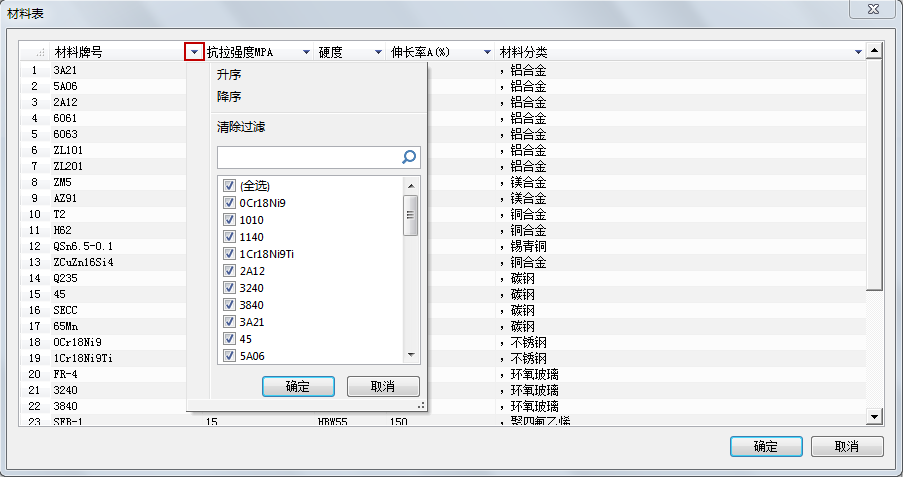 材料表
材料牌号 抗拉强度MPA 硬度 伸长率A(%) 材料分类
1 3A21 ，铝合金
2 5A06 ，铝合金
3 2A12 ，铝合金
4 6061 ，铝合金
5 6063 ，铝合金
6 ZL101 ，铝合金
7 ZL201 ，铝合金
8 ZM5 ，镁合金
9 AZ91 ，镁合金
10 T2 ，铜合金
11 H62 ，铜合金
12 QSn6.5-0.1 ，锡青铜
13 ZCuZn16Si4 ，铜合金
14 Q235 ，碳钢
15 45 ，碳钢
16 SECC ，碳钢
17 65Mn ，碳钢
18 0Cr18Ni9 ，不锈钢
19 1Cr18Ni9Ti ，不锈钢
20 FR-4 ，环氧玻璃
21 3240 ，环氧玻璃
22 3840 ，环氧玻璃
23 SFB-1 15 HBW55 150 ，聚四氟乙烯
升序
降序
清除过滤
(全选)
0Cr18Ni9
1010
1140
1Cr18Ni9Ti
2A12
3240
3840
3A21
45
5A06
确定 取消
确定 取消